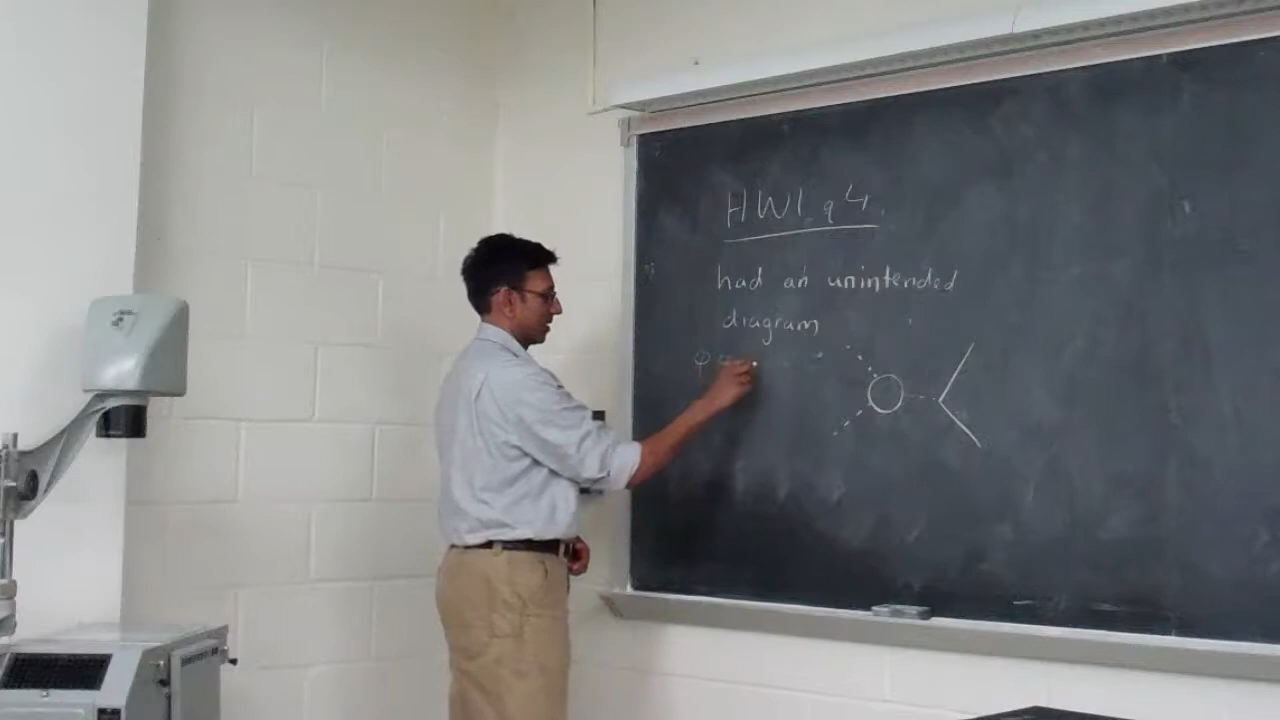 HW1 q4.
had an unintended
diagram
φ